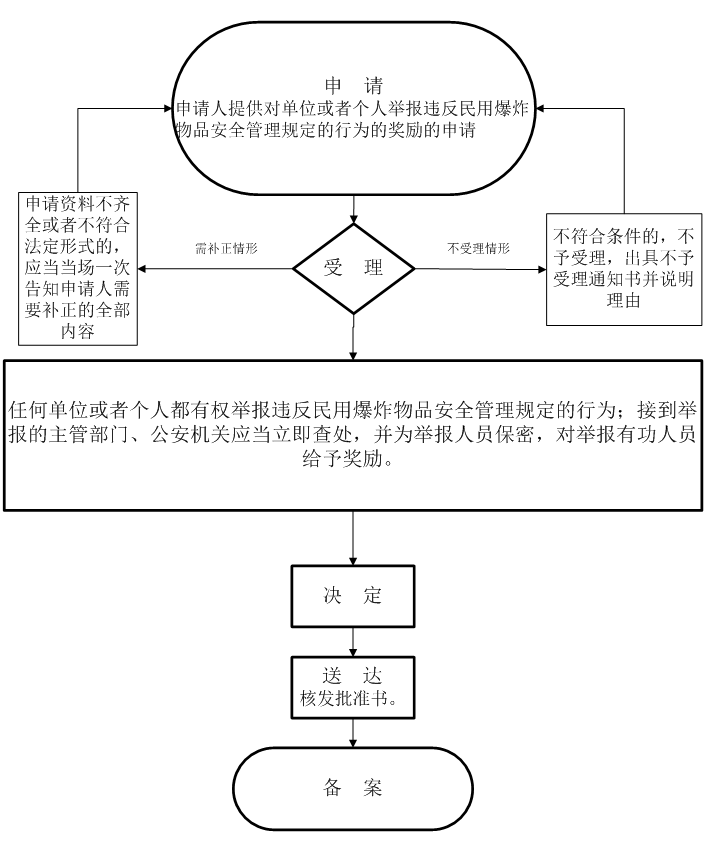 申 请
申请人提供对单位或者个人举报违反民用爆炸
物品安全管理规定的行为的奖励的申请
申请资料不齐
全或者不符合
法定形式的，
应当当场一次
告知申请人需
要补正的全部
内容
需补正情形
受 理
不受理情形
不符合条件的，不
予受理，出具不予
受理通知书并说明
理由
任何单位或者个人都有权举报违反民用爆炸物品安全管理规定的行为；接到举
报的主管部门、公安机关应当立即查处，并为举报人员保密，对举报有功人员
给予奖励。
决 定
送 达
核发批准书。
备 案